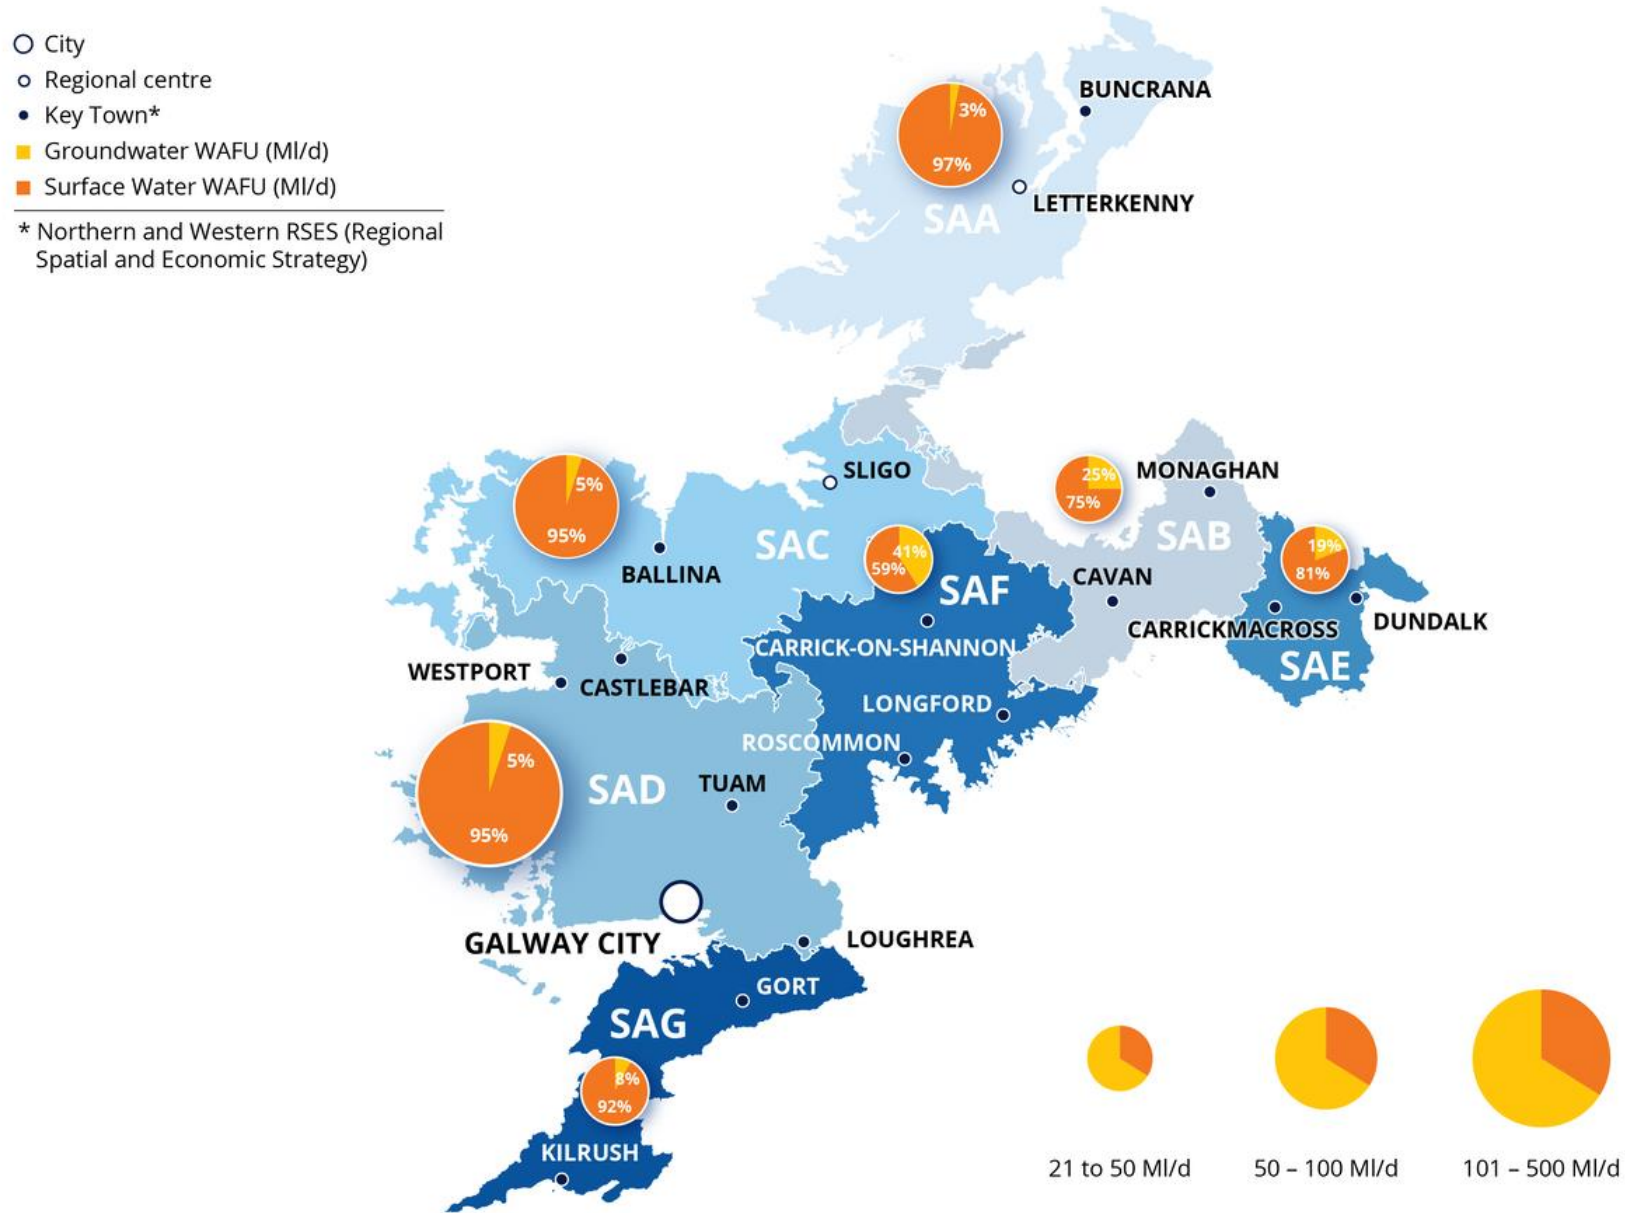 City
Regional centre
Key Town*
Groundwater WAFU (Ml/d)
Surface Water WAFU (Ml/d)
* Northern and Western RSES (Regional
Spatial and Economic Strategy)
BUNCRANA
3%
97%
LETTERKENNY
SAA
SLIGO
5%
95%
BALLINA
SAC
25%
75%
MONAGHAN
SAB
41%
59%
SAF
CAVAN
19%
81%
DUNDALK
CARRICKMACROSS
SAE
CARRICK-ON-SHANNON
WESTPORT
CASTLEBAR
LONGFORD
ROSCOMMON
5%
95%
SAD
TUAM
GALWAY CITY
LOUGHREA
GORT
SAG
8%
92%
KILRUSH
21 to 50 Ml/d
50 – 100 Ml/d
101 – 500 Ml/d